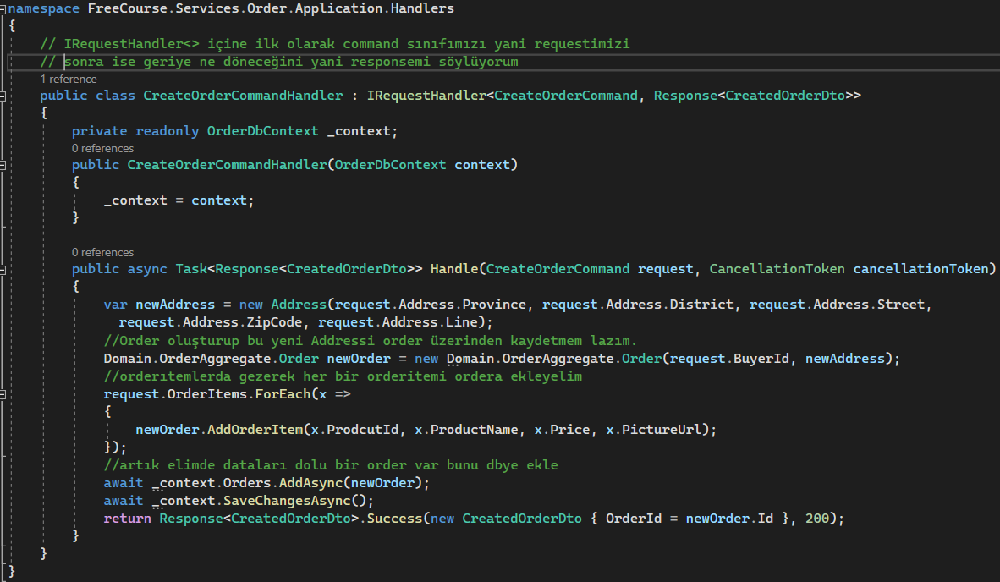 namespace FreeCourse.Services.Order.Application.Handlers
{
// IRequestHandler<> içine ilk olarak command sınıfımızı yani requestimizi
// sonra ise geriye ne döneceğini yani responsemi söylüyorum
1 reference
public class CreateOrderCommandHandler : IRequestHandler<CreateOrderCommand, Response<CreatedOrderDto>>
{
private readonly OrderDbContext _context;
0 references
public CreateOrderCommandHandler(OrderDbContext context)
{
_context = context;
}
0 references
public async Task<Response<CreatedOrderDto>> Handle(CreateOrderCommand request, CancellationToken cancellationToken)
{
var newAddress = new Address(request.Address.Province, request.Address.District, request.Address.Street,
request.Address.ZipCode, request.Address.Line);
//Order oluşturup bu yeni Addressi order üzerinden kaydetmem lazım.
Domain.OrderAggregate.Order newOrder = new Domain.OrderAggregate.Order(request.BuyerId, newAddress);
//orderıtemlerda gezerek her bir orderitemi ordera ekleyelim
request.OrderItems.ForEach(x =>
{
newOrder.AddOrderItem(x.ProdcutId, x.ProductName, x.Price, x.PictureUrl);
});
//artık elimde dataları dolu bir order var bunu dbye ekle
await _context.Orders.AddAsync(newOrder);
await _context.SaveChangesAsync();
return Response<CreatedOrderDto>.Success(new CreatedOrderDto { OrderId = newOrder.Id }, 200);
}
}
}